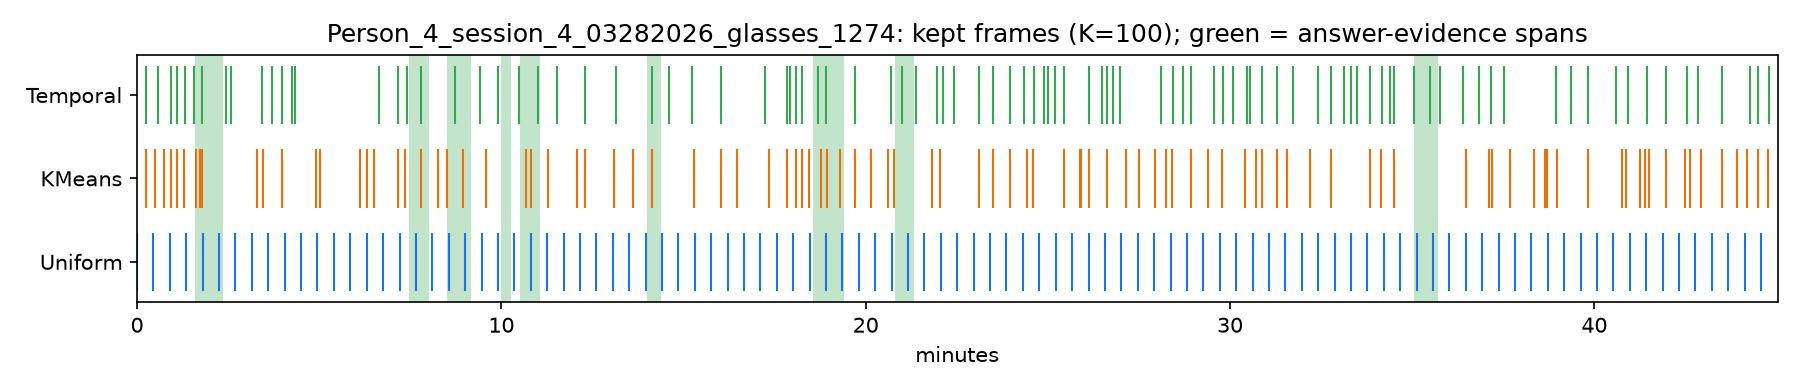 Person_4_session_4_03282026_glasses_1274: kept frames (K=100); green = answer-evidence spans
Temporal
KMeans
Uniform
0 10 20 30 40
minutes